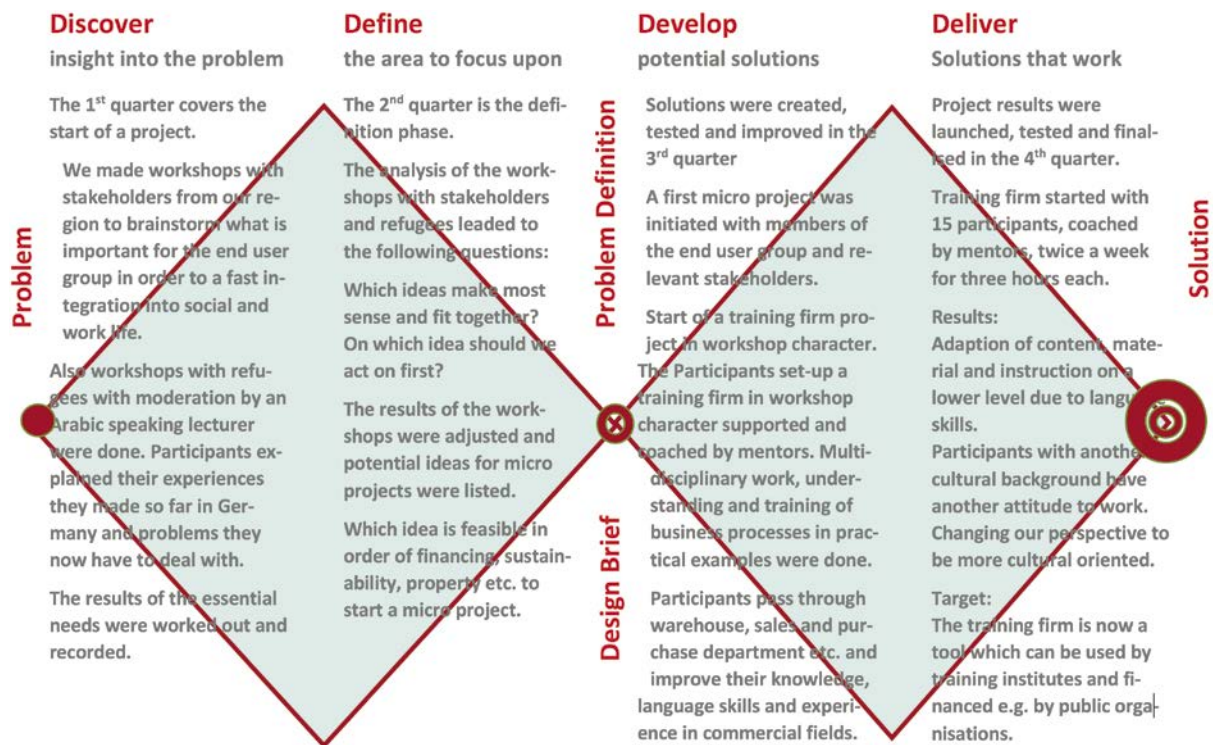 Discover
insight into the problem
The 1st quarter covers the
start of a project.
We made workshops with
stakeholders from our re-
gion to brainstorm what is
important for the end user
group in order to a fast in-
tegration into social and
work life.
Also workshops with refu-
gees with moderation by an
Arabic speaking lecturer
were done. Participants ex-
plained their experiences
they made so far in Ger-
many and problems they
now have to deal with.
The results of the essential
needs were worked out and
recorded.
Problem
Define
the area to focus upon
The 2nd quarter is the defi-
nition phase.
The analysis of the work-
shops with stakeholders
and refugees leaded to
the following questions:
Which ideas make most
sense and fit together?
On which idea should we
act on first?
The results of the work-
shops were adjusted and
potential ideas for micro
projects were listed.
Which idea is feasible in
order of financing, sustain-
ability, property etc. to
start a micro project.
Problem Definition
Design Brief
Develop
potential solutions
Solutions were created,
tested and improved in the
3rd quarter
A first micro project was
initiated with members of
the end user group and re-
levant stakeholders.
Start of a training firm pro-
ject in workshop character.
The Participants set-up a
training firm in workshop
character supported and
coached by mentors. Multi-
disciplinary work, under-
standing and training of
business processes in prac-
tical examples were done.
Participants pass through
warehouse, sales and pur-
chase department etc. and
improve their knowledge,
language skills and experi-
ence in commercial fields.
Deliver
Solutions that work
Project results were
launched, tested and final-
ised in the 4th quarter.
Training firm started with
15 participants, coached
by mentors, twice a week
for three hours each.
Results:
Adaption of content, mate-
rial and instruction on a
lower level due to langu
skills.
Participants with anothe
cultural background have
another attitude to work.
Changing our perspective to
be more cultural oriented.
Target:
The training firm is now a
tool which can be used by
training institutes and fi-
nanced e.g. by public orga-
nisations.
Solution